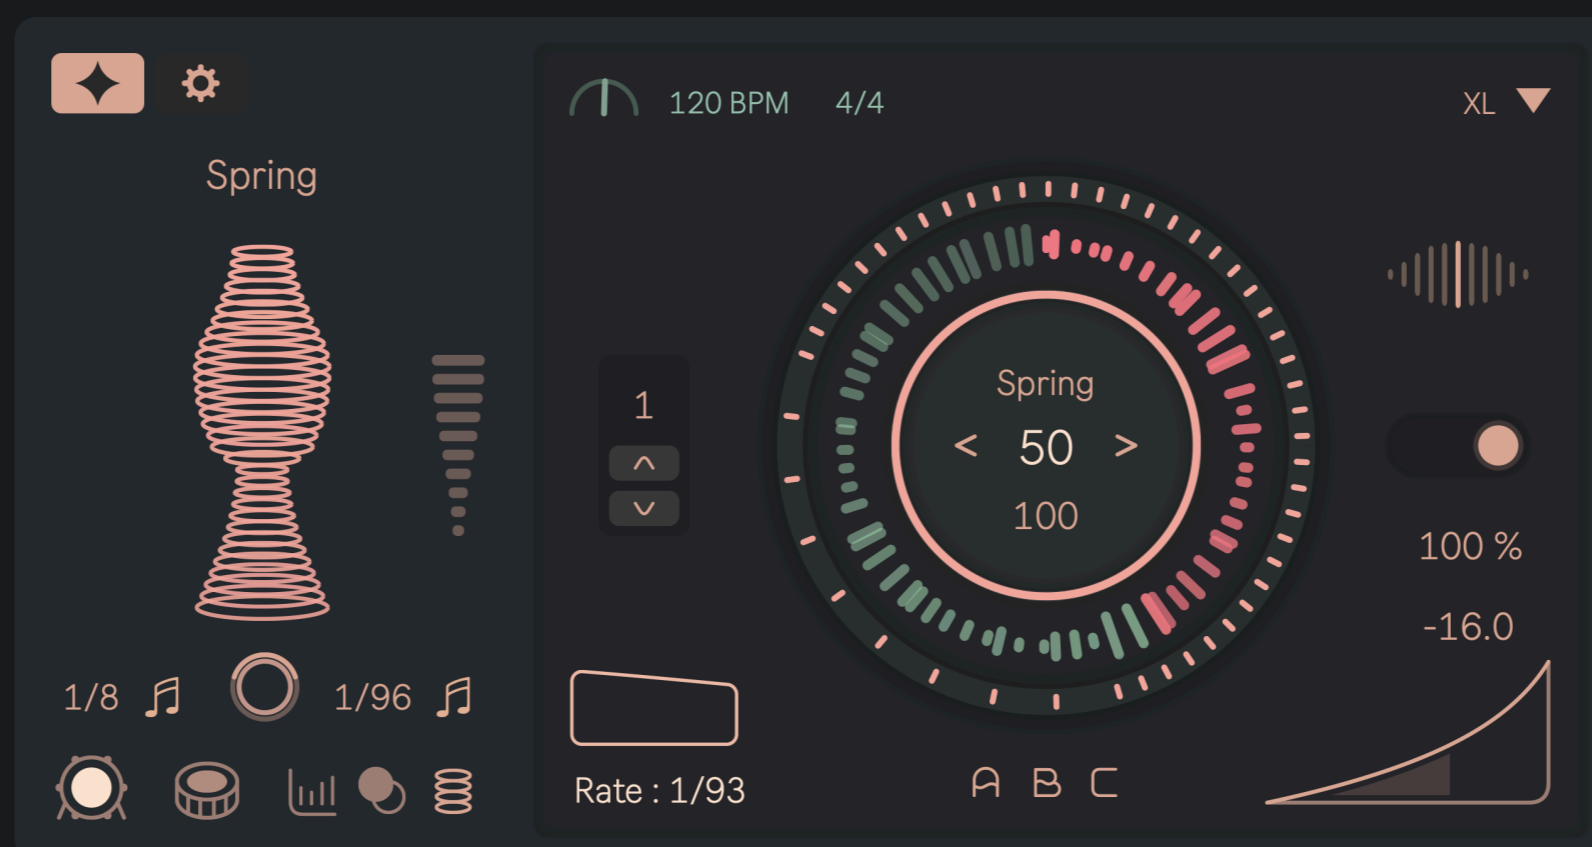 120 BPM 4/4
XL
Spring
Spring
1
< 50 >
100
100 %
-16.0
1/8 1/96
Rate : 1/93
A B C